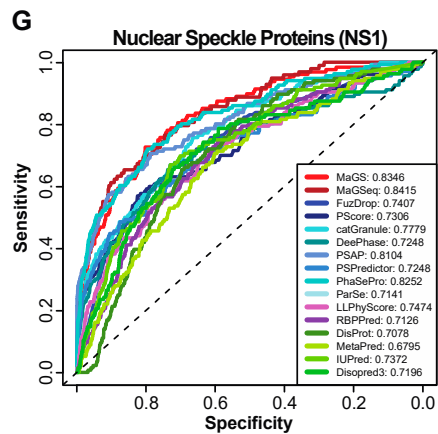 G
Nuclear Speckle Proteins (NS1)
Sensitivity
1.0
0.8
0.6
0.4
0.2
0.0
MaGS: 0.8346
MaGSeq: 0.8415
FuzDrop: 0.7407
PScore: 0.7306
catGranule: 0.7779
DeePhase: 0.7248
PSAP: 0.8104
PSPredictor: 0.7248
PhaSePro: 0.8252
ParSe: 0.7141
LLPhyScore: 0.7474
RBPPred: 0.7126
DisProt: 0.7078
MetaPred: 0.6795
IUPred: 0.7372
Disopred3: 0.7196
0.8 0.6 0.4 0.2 0.0
Specificity